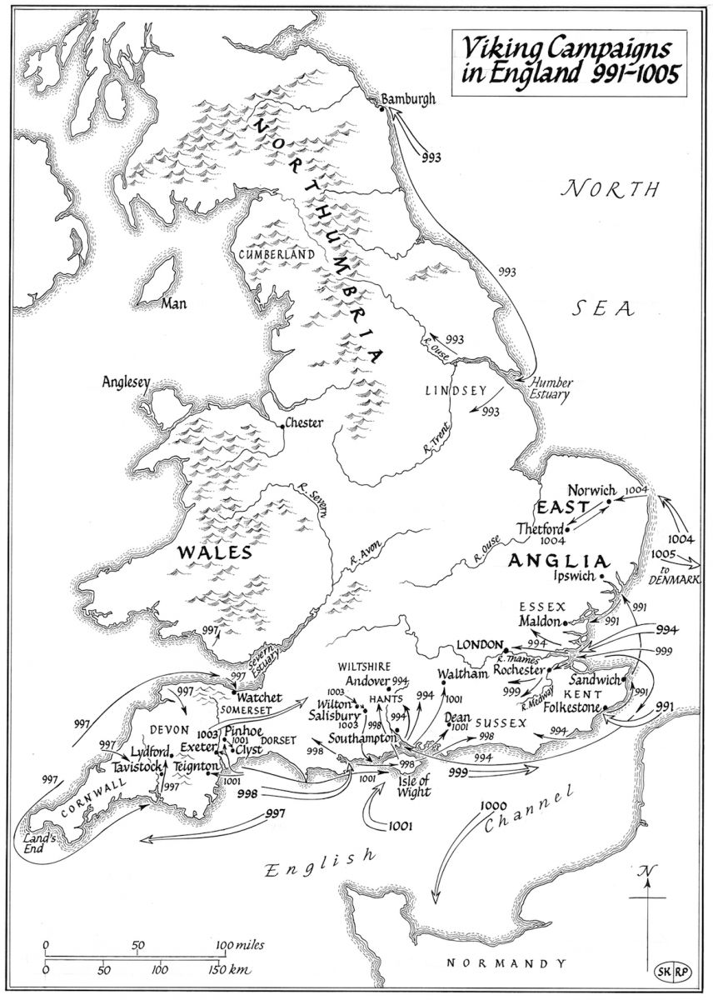 Viking Campaigns
in England 991–1005
Bamburgh
993
NORTHUMBRIA
NORTH
SEA
CUMBERLAND
993
Man
993
R. Ouse
Anglesey
LINDSEY
Humber
Estuary
993
Chester
R. Trent
R. Severn
Norwich
1004
EAST
Thetford
1004
1004
1005
to
DENMARK
WALES
R. Avon
R. Ouse
ANGLIA
Ipswich
ESSEX
Maldon
991
991
997
LONDON
994
994
999
Severn
Estuary
WILTSHIRE
R. Thames
Rochester
997
Andover
994
Waltham
Sandwich
999
R. Medway
KENT
991
997
Watchet
SOMERSET
1003
Wilton
HANTS
994
1001
Folkestone
991
Salisbury
1003
998
994
Dean
1001
SUSSEX
997
DEVON
1003
Pinhoe
1001
DORSET
Southampton
998
994
997
Lydford
Exeter
Clyst
998
Tavistock
Teignton
998
994
997
997
1001
1001
Isle of
Wight
999
CORNWALL
998
997
1001
1000
Channel
Land's
End
English
N
0 50 100 miles
0 50 100 150 km
NORMANDY
SK RP